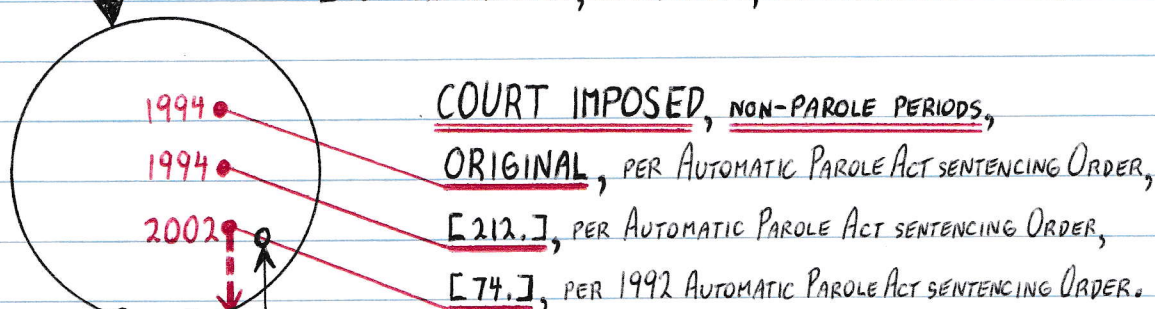 1994 COURT IMPOSED, NON-PAROLE PERIODS,
1994 ORIGINAL, PER AUTOMATIC PAROLE ACT SENTENCING ORDER,
2002 [212.], PER AUTOMATIC PAROLE ACT SENTENCING ORDER,
[74.], PER 1992 AUTOMATIC PAROLE ACT SENTENCING ORDER.